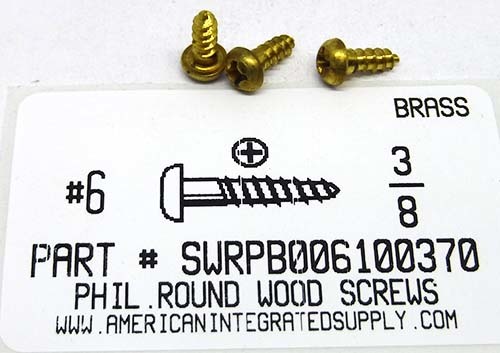 BRASS
#6
3
8
PART # SWRPB006100370
PHIL.ROUND WOOD SCREWS
WWW.AMERICANINTEGRATEDSUPPLY.COM